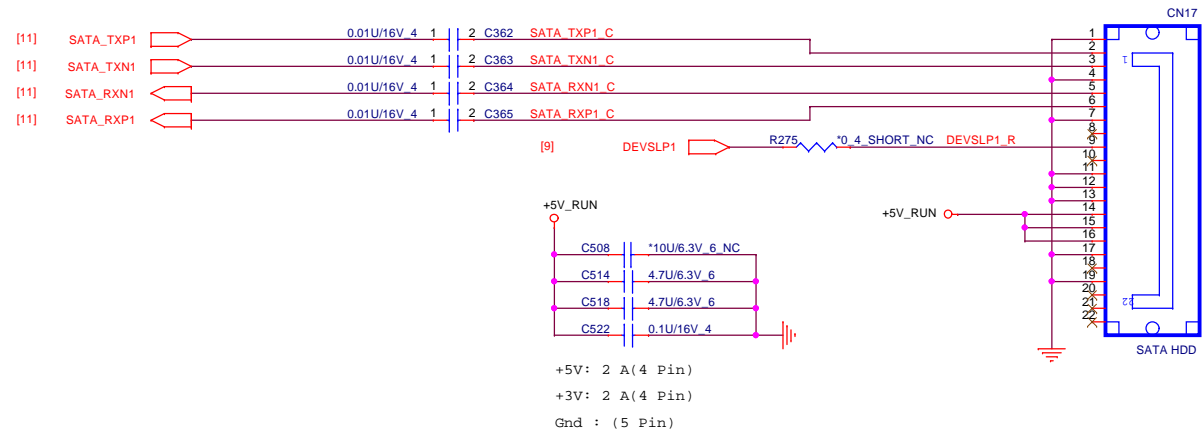 CN17
[11] SATA_TXP1 0.01U/16V_4 1 2 C362 SATA_TXP1_C
[11] SATA_TXN1 0.01U/16V_4 1 2 C363 SATA_TXN1_C
[11] SATA_RXN1 0.01U/16V_4 1 2 C364 SATA_RXN1_C
[11] SATA_RXP1 0.01U/16V_4 1 2 C365 SATA_RXP1_C
[9] DEVSLP1 R275 *0_4_SHORT_NC DEVSLP1_R
1
2
3
4
5
6
7
8
9
10
11
12
13
14
15
16
17
18
19
20
21
22
1
22
+5V_RUN
SATA HDD
+5V_RUN
C508 *10U/6.3V_6_NC
C514 4.7U/6.3V_6
C518 4.7U/6.3V_6
C522 0.1U/16V_4
+5V: 2 A(4 Pin)
+3V: 2 A(4 Pin)
Gnd : (5 Pin)